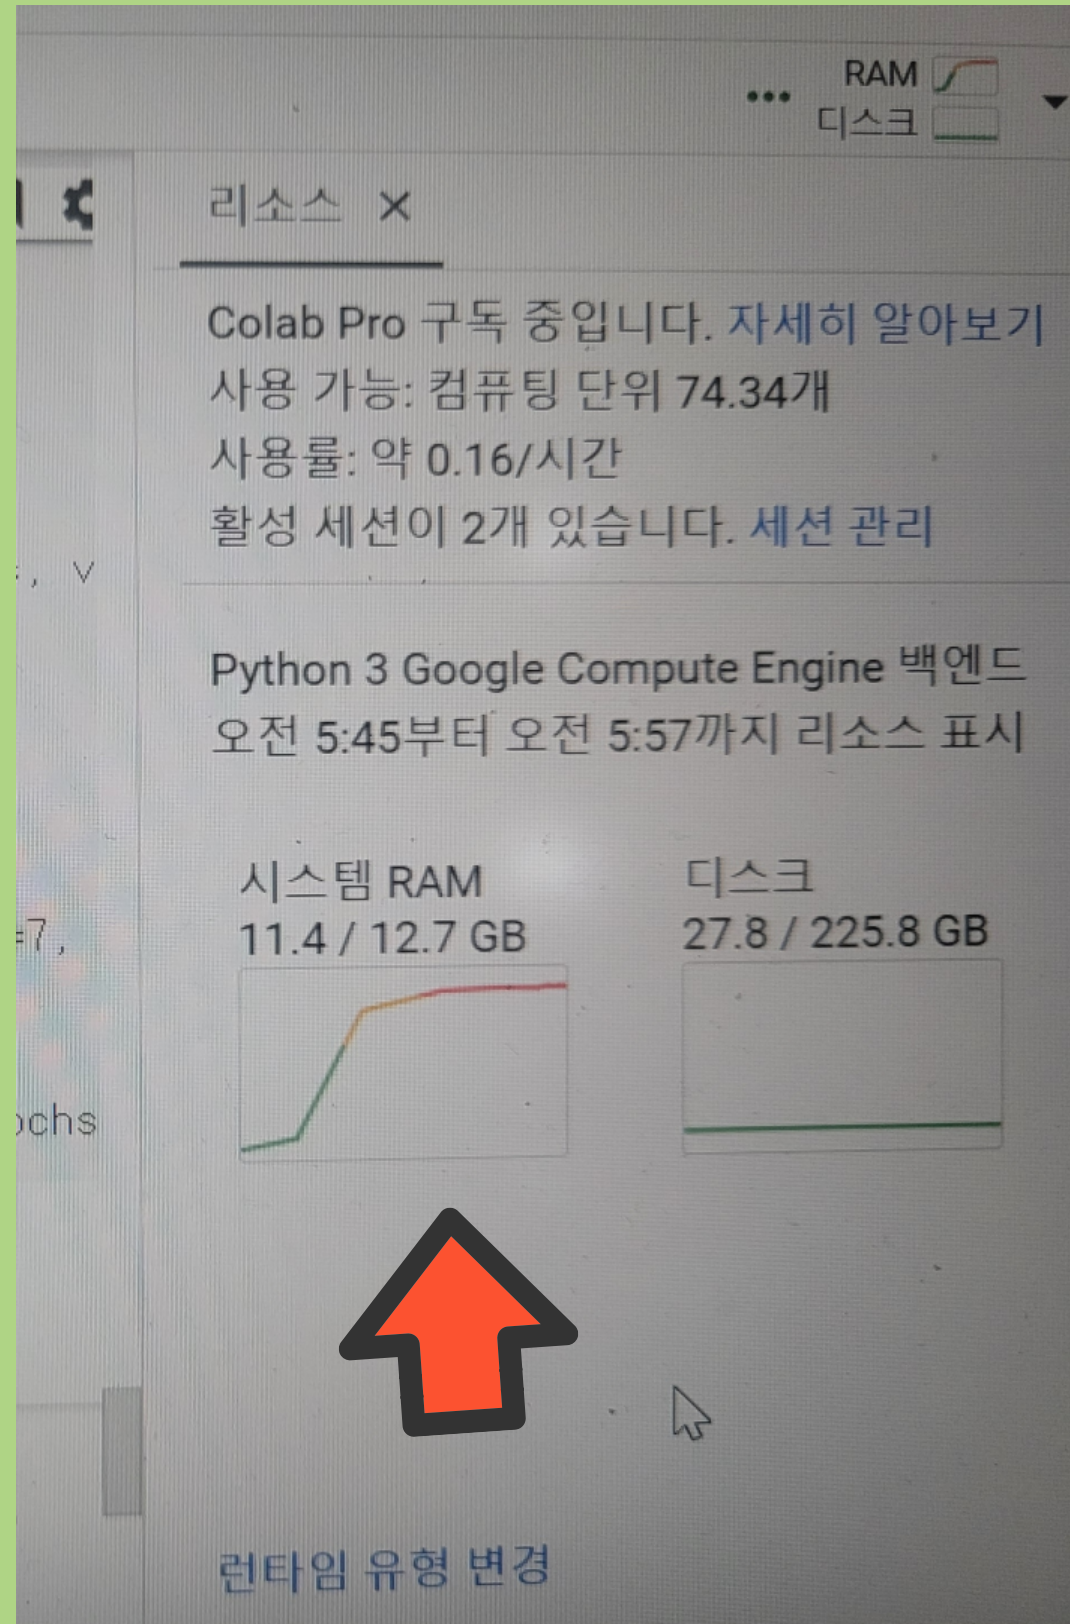 RAM
디스크
리소스
Colab Pro 구독 중입니다. 자세히 알아보기
사용 가능: 컴퓨팅 단위 74.34개
사용률: 약 0.16/시간
활성 세션이 2개 있습니다. 세션 관리
, v
Python 3 Google Compute Engine 백엔드
오전 5:45부터 오전 5:57까지 리소스 표시
시스템 RAM
디스크
=7,
11.4 / 12.7 GB
27.8 / 225.8 GB
ochs
런타임 유형 변경